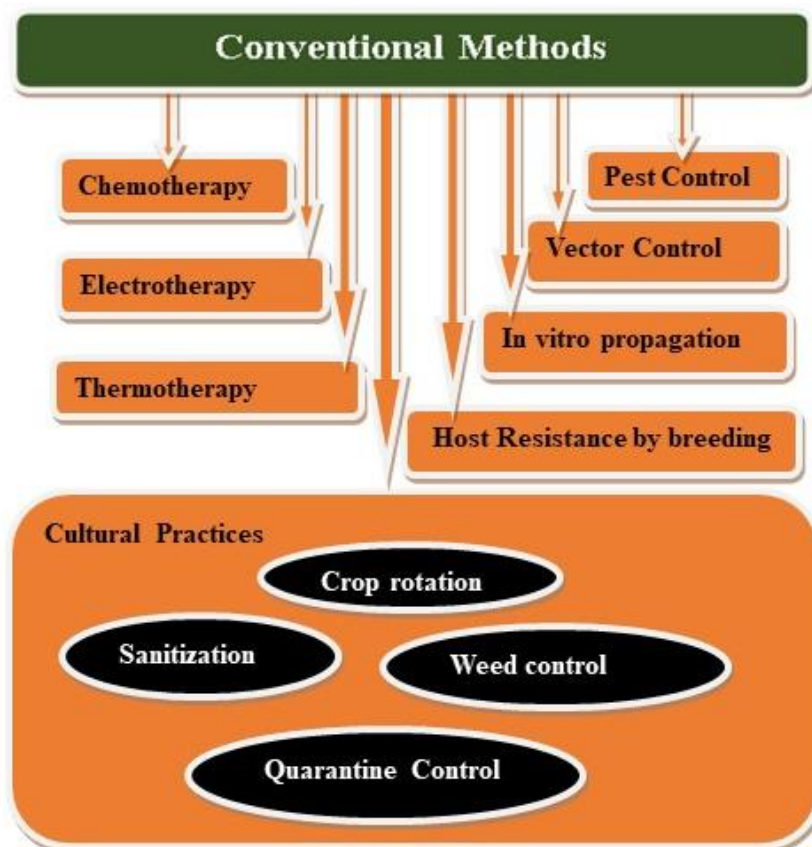 Conventional Methods
Chemotherapy
Pest Control
Vector Control
Electrotherapy
In vitro propagation
Thermotherapy
Host Resistance by breeding
Cultural Practices
Crop rotation
Sanitization
Weed control
Quarantine Control